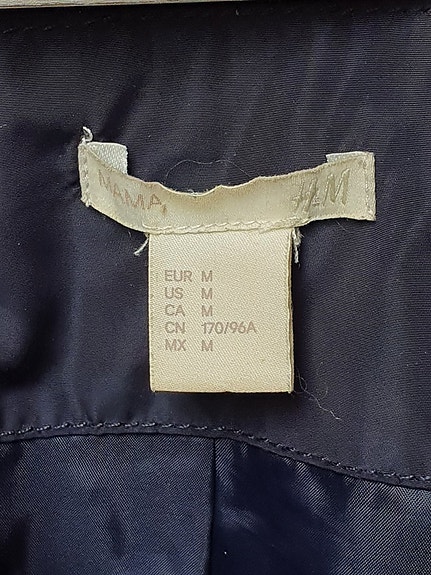 MAMA, H&M
EUR M
US M
CA M
CN 170/96A
MX M